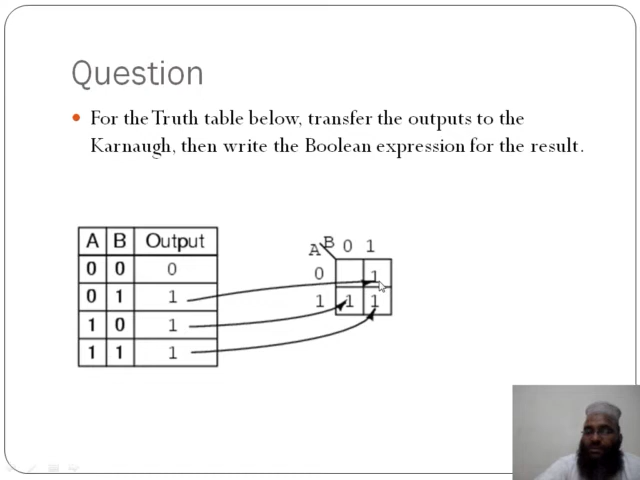 Question
For the Truth table below, transfer the outputs to the
Karnaugh, then write the Boolean expression for the result.
A B Output
0 0 0
0 1 1
1 0 1
1 1 1
A B 0 1
0 1
1 1 1